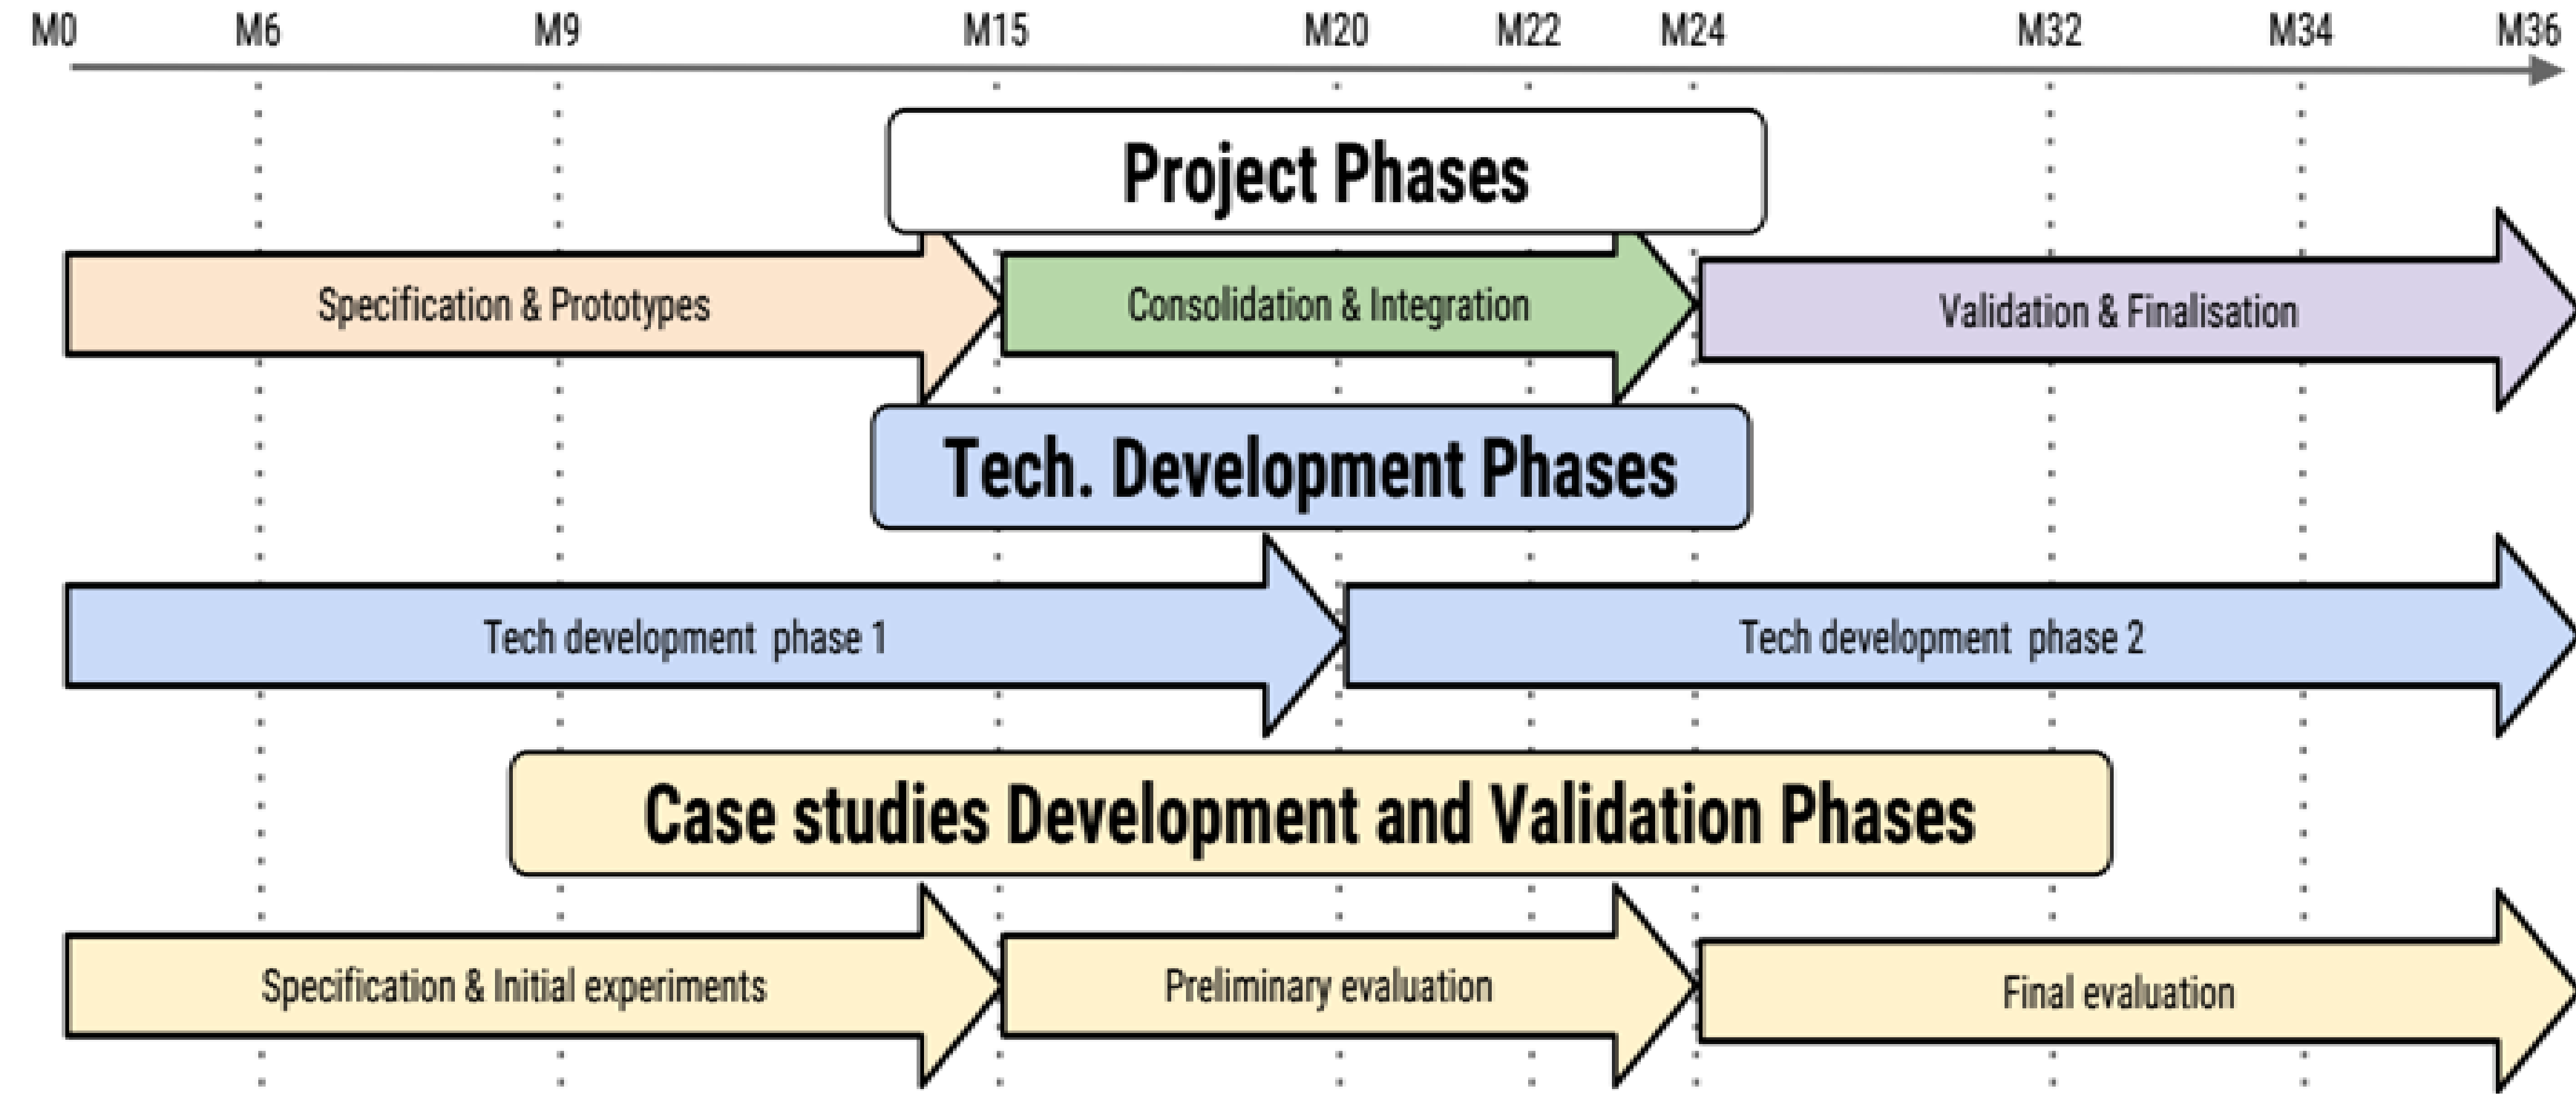 M0 M6 M9 M15 M20 M22 M24 M32 M34 M36
Project Phases
Specification & Prototypes
Consolidation & Integration
Validation & Finalisation
Tech. Development Phases
Tech development phase 1
Tech development phase 2
Case studies Development and Validation Phases
Specification & Initial experiments
Preliminary evaluation
Final evaluation